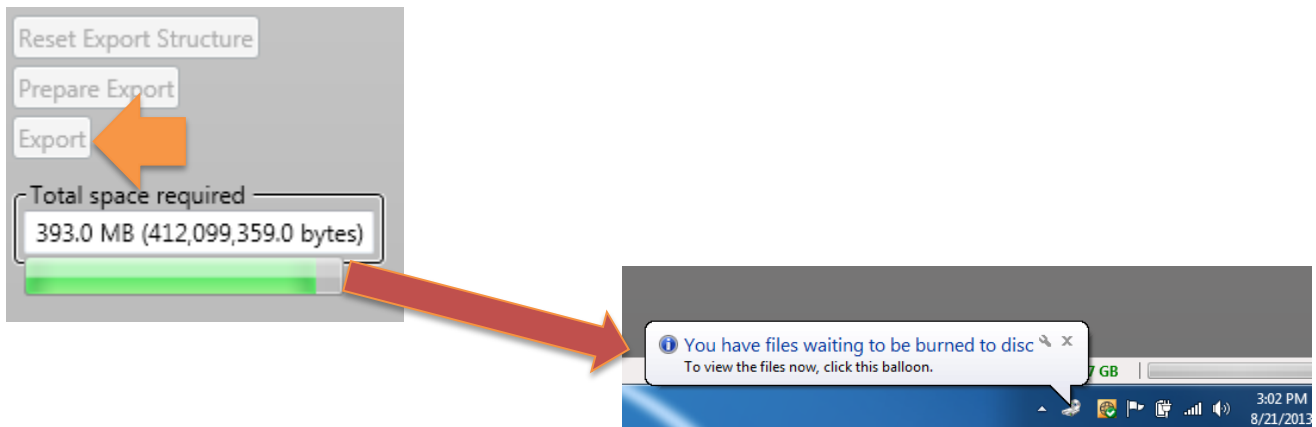 Reset Export Structure
Prepare Export
Export
Total space required
393.0 MB (412,099,359.0 bytes)
You have files waiting to be burned to disc
To view the files now, click this balloon.
7 GB
3:02 PM
8/21/2013